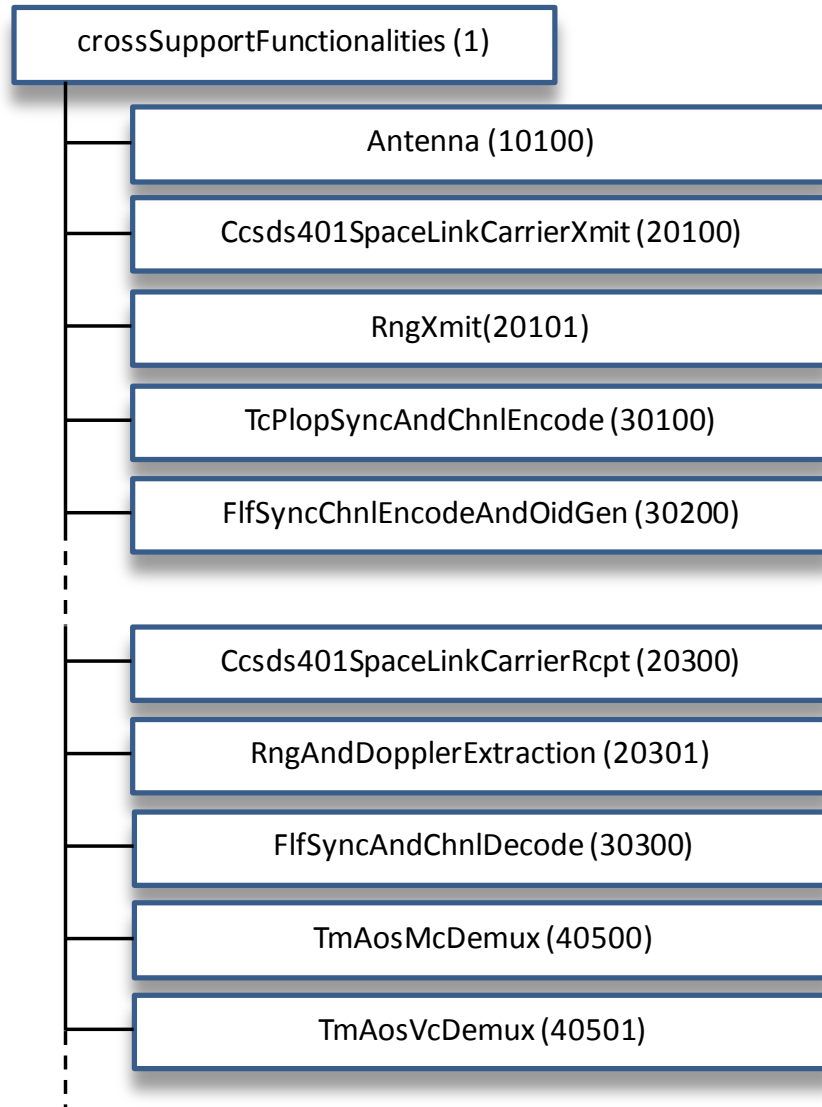 crossSupportFunctionalities (1)
Antenna (10100)
Ccsds401SpaceLinkCarrierXmit (20100)
RngXmit(20101)
TcPlopSyncAndChnlEncode (30100)
FlfSyncChnlEncodeAndOidGen (30200)
Ccsds401SpaceLinkCarrierRcpt (20300)
RngAndDopplerExtraction (20301)
FlfSyncAndChnlDecode (30300)
TmAosMcDemux (40500)
TmAosVcDemux (40501)